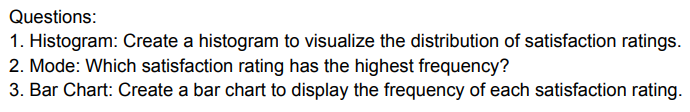 Questions:
1. Histogram: Create a histogram to visualize the distribution of satisfaction ratings.
2. Mode: Which satisfaction rating has the highest frequency?
3. Bar Chart: Create a bar chart to display the frequency of each satisfaction rating.